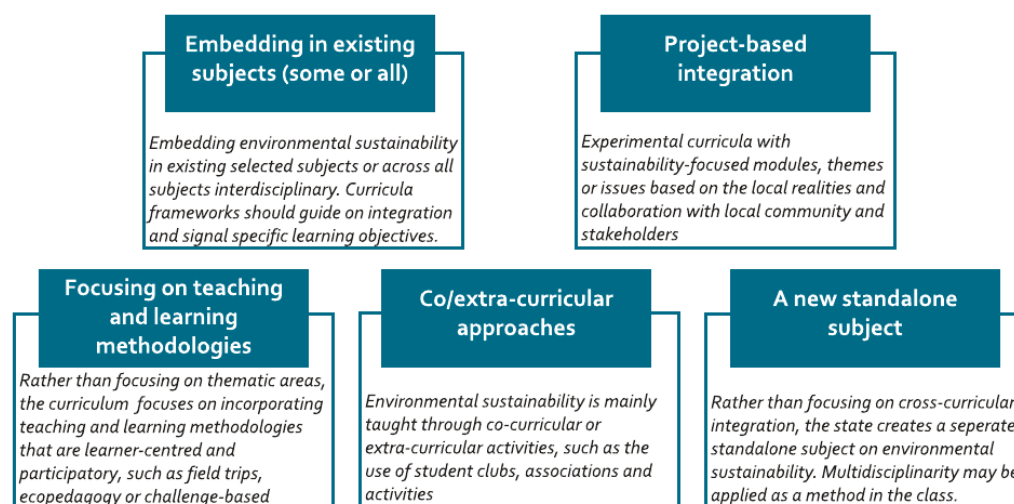 Embedding in existing
subjects (some or all)
Embedding environmental sustainability
in existing selected subjects or across all
subjects interdisciplinary. Curricula
frameworks should guide on integration
and signal specific learning objectives.
Project-based
integration
Experimental curricula with
sustainability-focused modules, themes
or issues based on the local realities and
collaboration with local community and
stakeholders
Focusing on teaching
and learning
methodologies
Rather than focusing on thematic areas,
the curriculum focuses on incorporating
teaching and learning methodologies
that are learner-centred and
participatory, such as field trips,
ecopedagogy or challenge-based
Co/extra-curricular
approaches
Environmental sustainability is mainly
taught through co-curricular or
extra-curricular activities, such as the
use of student clubs, associations and
activities
A new standalone
subject
Rather than focusing on cross-curricular
integration, the state creates a seperate
standalone subject on environmental
sustainability. Multidisciplinarity may be
applied as a method in the class.